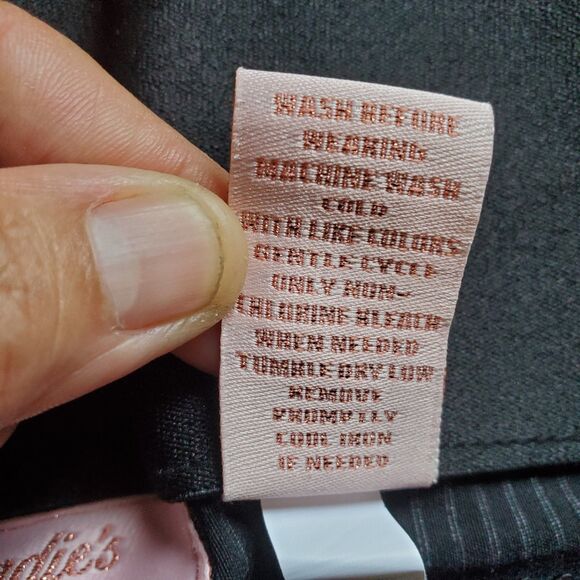 WASH BEFORE
WEARING
MACHINE WASH
COLD
WITH LIKE COLORS
GENTLE CYCLE
ONLY NON-
CHLORINE BLEACH
WHEN NEEDED
TUMBLE DRY LOW
REMOVE
PROMPTLY
COOL IRON
IF NEEDED